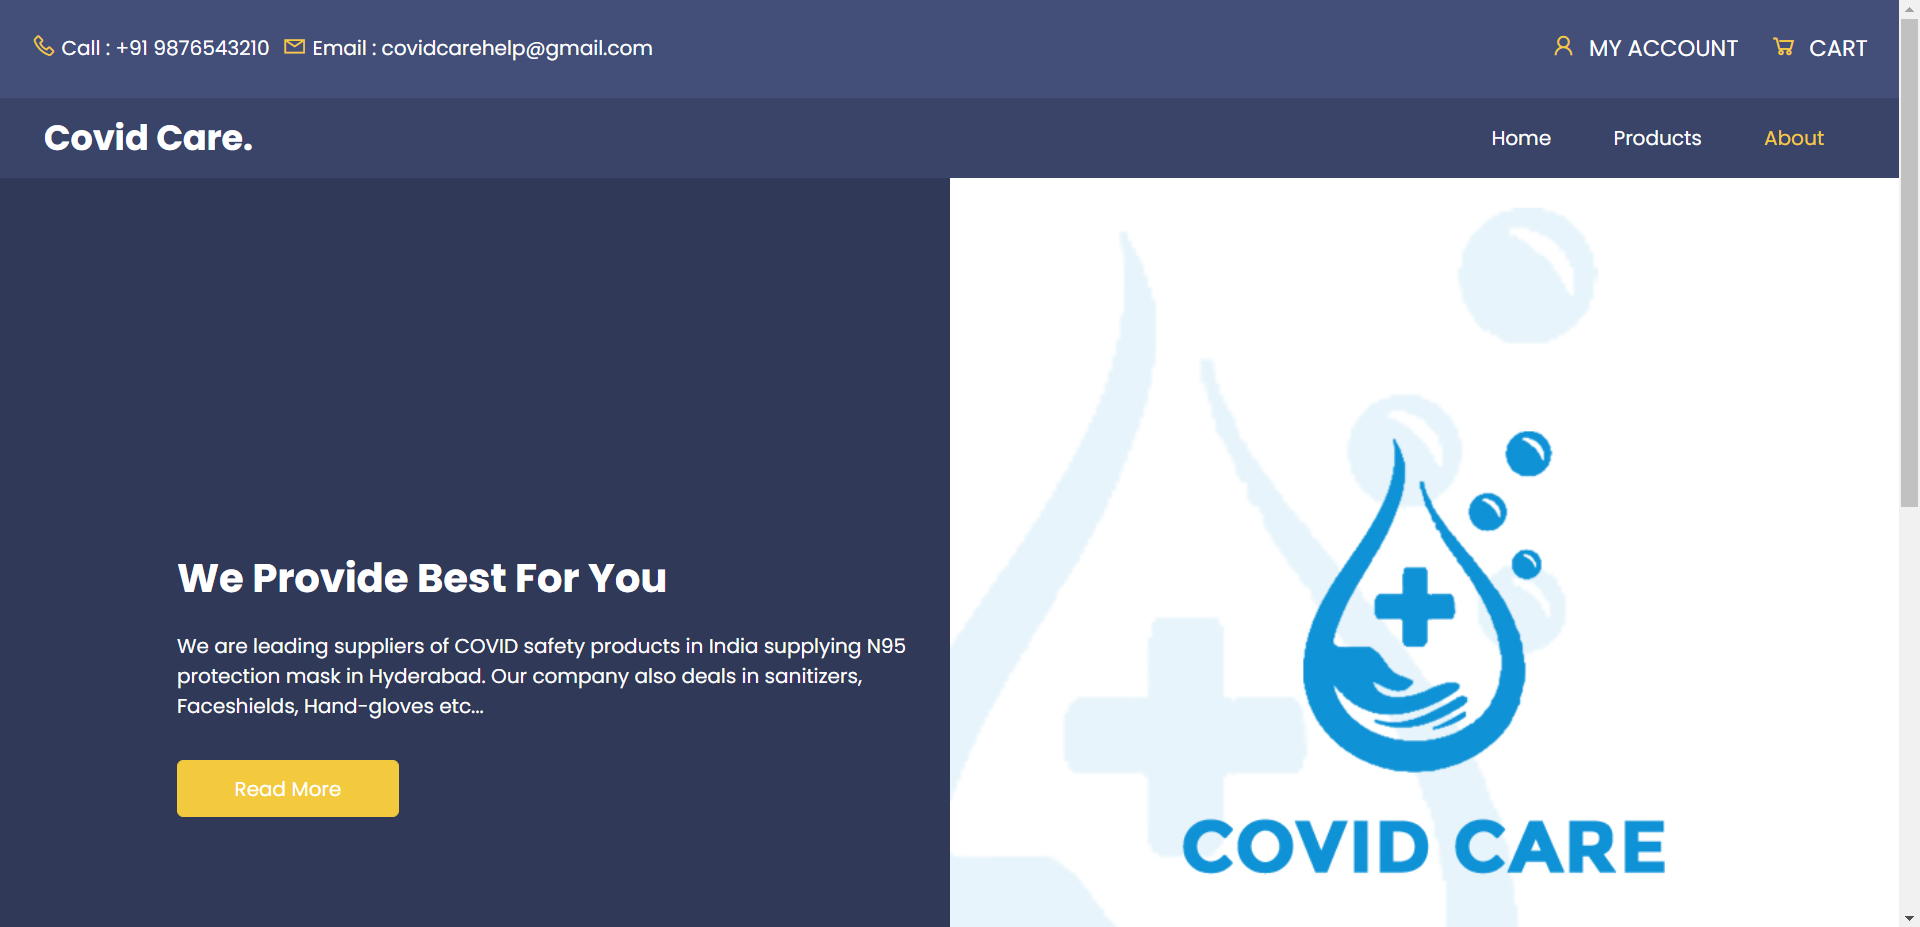 Call : +91 9876543210 Email : covidcarehelp@gmail.com MY ACCOUNT CART
Covid Care. Home Products About
We Provide Best For You
We are leading suppliers of COVID safety products in India supplying N95
protection mask in Hyderabad. Our company also deals in sanitizers,
Faceshields, Hand-gloves etc...
Read More
COVID CARE